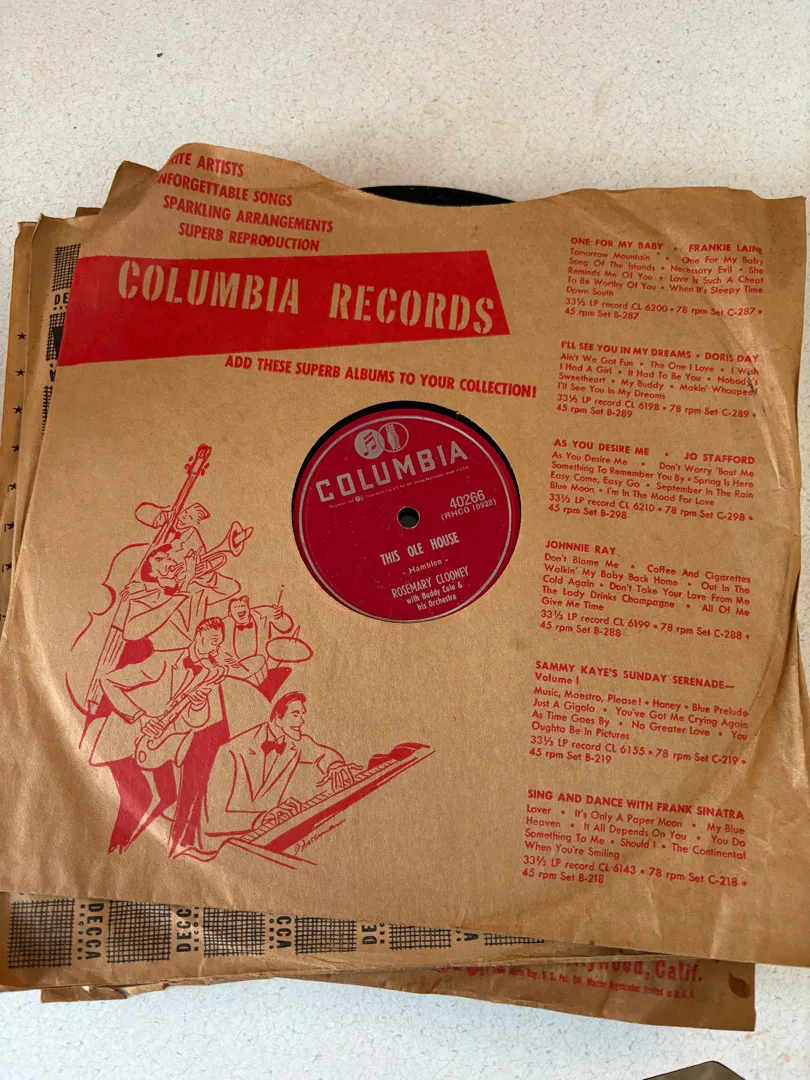 RITE ARTISTS
NFORGETTABLE SONGS
SPARKLING ARRANGEMENTS
SUPERB REPRODUCTION
COLUMBIA RECORDS
ADD THESE SUPERB ALBUMS TO YOUR COLLECTION!
COLUMBIA
40266
(RHCO 10928)
THIS OLE HOUSE
- Hamblen -
ROSEMARY CLOONEY
with Buddy Cole &
his Orchestra
ONE FOR MY BABY • FRANKIE LAINE
Tomorrow Mountain • One For My Baby
Song Of The Islands • Necessary Evil • She
Reminds Me Of You • Love Is Such A Cheat
To Be Worthy Of You • When It's Sleepy Time
Down South
33⅓ LP record CL 6200 • 78 rpm Set C-287 •
45 rpm Set B-287
I'LL SEE YOU IN MY DREAMS • DORIS DAY
Ain't We Got Fun • The One I Love • I Wish
I Had A Girl • It Had To Be You • Nobody's
Sweetheart • My Buddy • Makin' Whoopee!
I'll See You In My Dream
33⅓ LP record CL 6198 • 78 rpm Set C-289 •
45 rpm Set B-289
AS YOU DESIRE ME • JO STAFFORD
As You Desire Me • Don't Worry 'Bout Me
Something To Remember You By • Spring Is Here
Easy Come, Easy Go • September In The Rain
Blue Moon • I'm In The Mood For Love
33⅓ LP record CL 6210 • 78 rpm Set C-298 •
45 rpm Set B-298
JOHNNIE RAY
Don't Blame Me • Coffee And Cigarettes
Walkin' My Baby Back Home • Out In The
Cold Again • Don't Take Your Love From Me
The Lady Drinks Champagne • All Of Me
Give Me Time
33⅓ LP record CL 6199 • 78 rpm Set C-288 •
45 rpm Set B-288
SAMMY KAYE'S SUNDAY SERENADE—
Volume I
Music, Maestro, Please! • Honey • Blue Prelude
Just A Gigolo • You've Got Me Crying Again
As Time Goes By • No Greater Love • You
Oughta Be In Pictures
33⅓ LP record CL 6155 • 78 rpm Set C-219 •
45 rpm Set B-219
SING AND DANCE WITH FRANK SINATRA
Lover • It's Only A Paper Moon • My Blue
Heaven • It All Depends On You • You Do
Something To Me • Should I • The Continental
When You're Smiling
33⅓ LP record CL 6143 • 78 rpm Set C-218 •
45 rpm Set B-218
DECCA
DECC
CCA
DE
ywood, Calif.